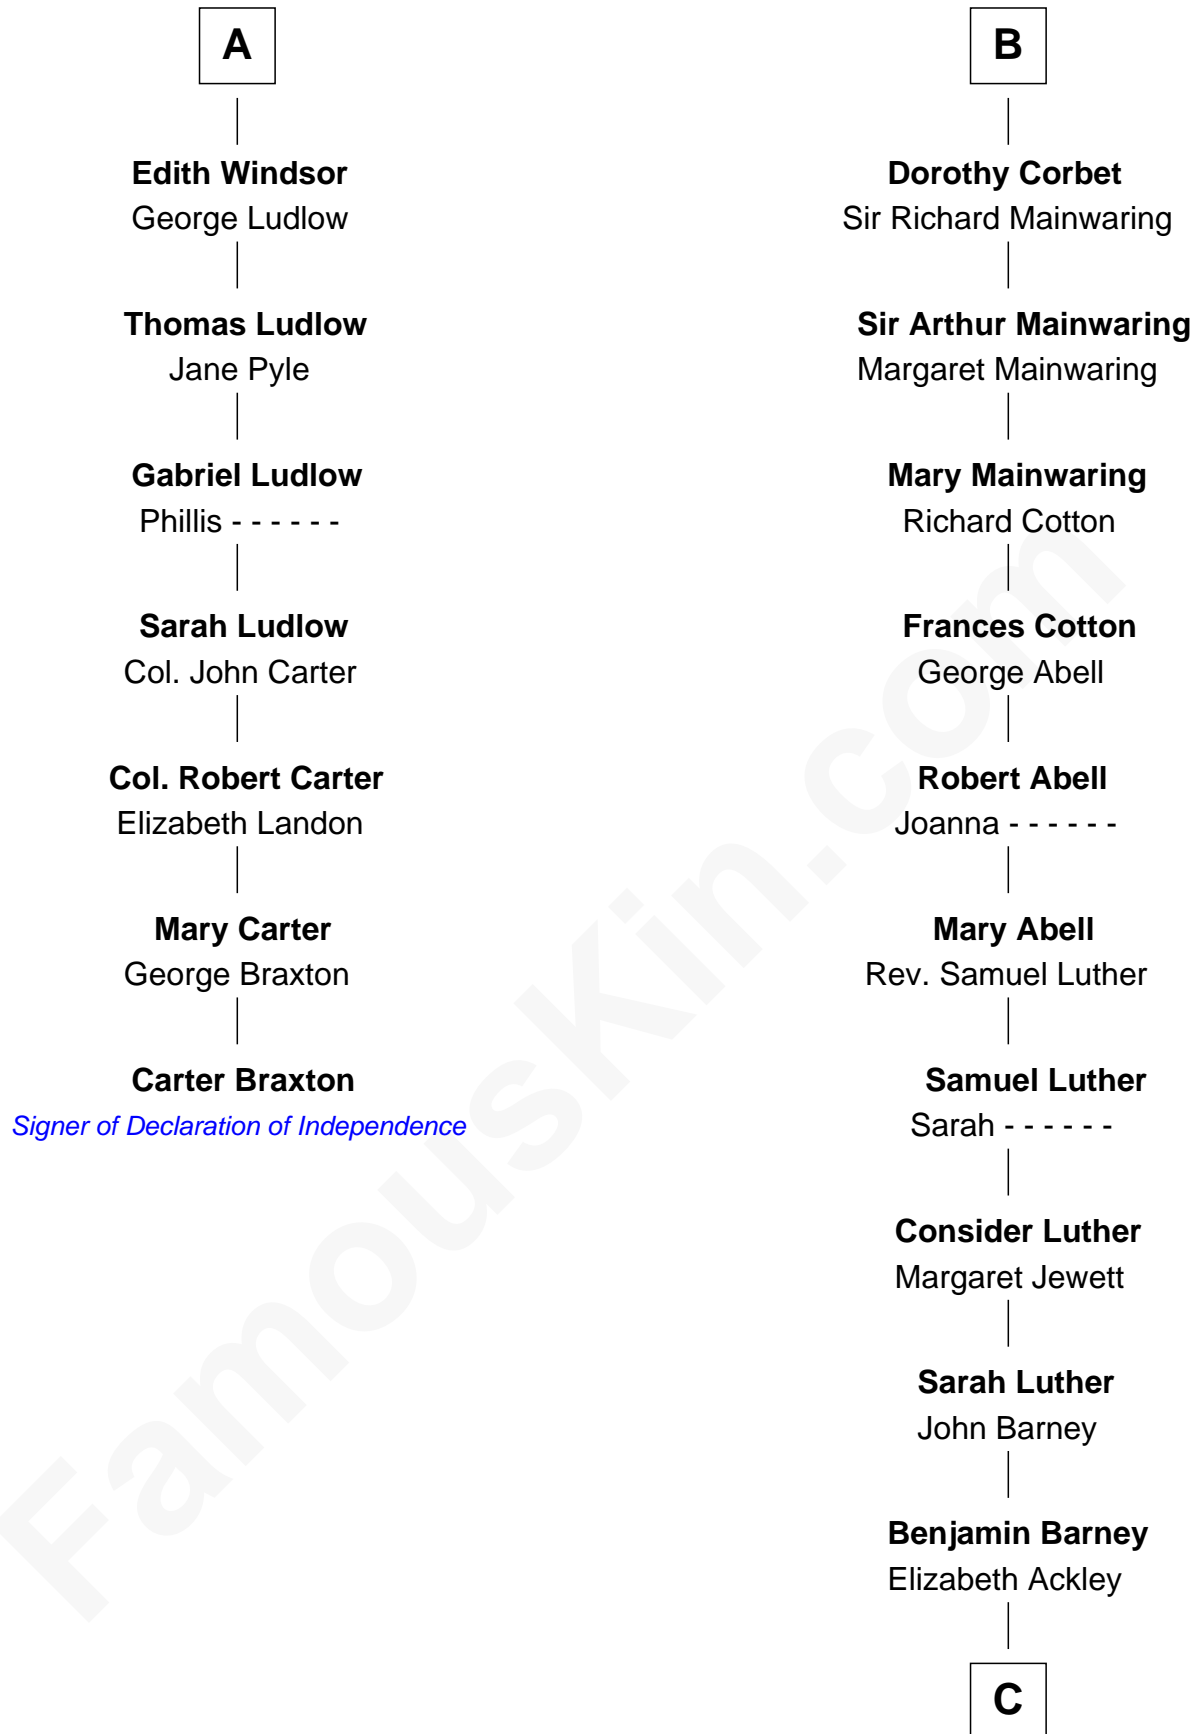 A
Edith Windsor
George Ludlow
Thomas Ludlow
Jane Pyle
Gabriel Ludlow
Phillis - - - - - -
Sarah Ludlow
Col. John Carter
Col. Robert Carter
Elizabeth Landon
Mary Carter
George Braxton
Carter Braxton
Signer of Declaration of Independence
B
Dorothy Corbet
Sir Richard Mainwaring
Sir Arthur Mainwaring
Margaret Mainwaring
Mary Mainwaring
Richard Cotton
Frances Cotton
George Abell
Robert Abell
Joanna - - - - - -
Mary Abell
Rev. Samuel Luther
Samuel Luther
Sarah - - - - - -
Consider Luther
Margaret Jewett
Sarah Luther
John Barney
Benjamin Barney
Elizabeth Ackley
C
FamousKin.com